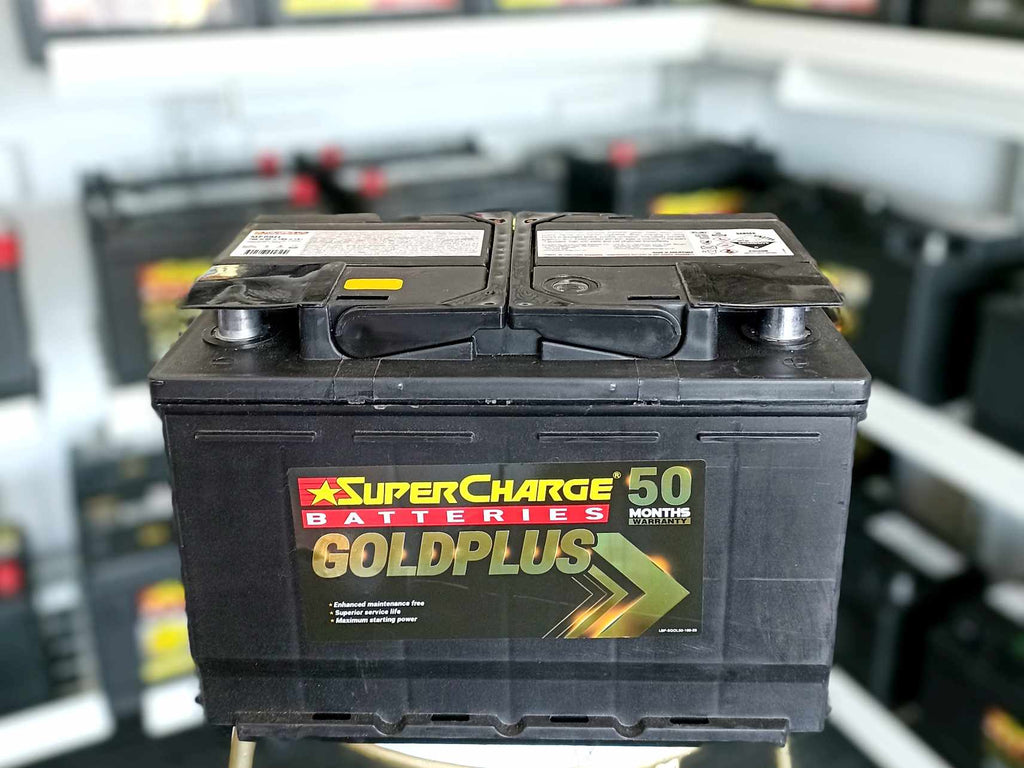 SUPERCHARGE®
BATTERIES
50
MONTHS
WARRANTY
GOLDPLUS
Enhanced maintenance free
Superior service life
Maximum starting power